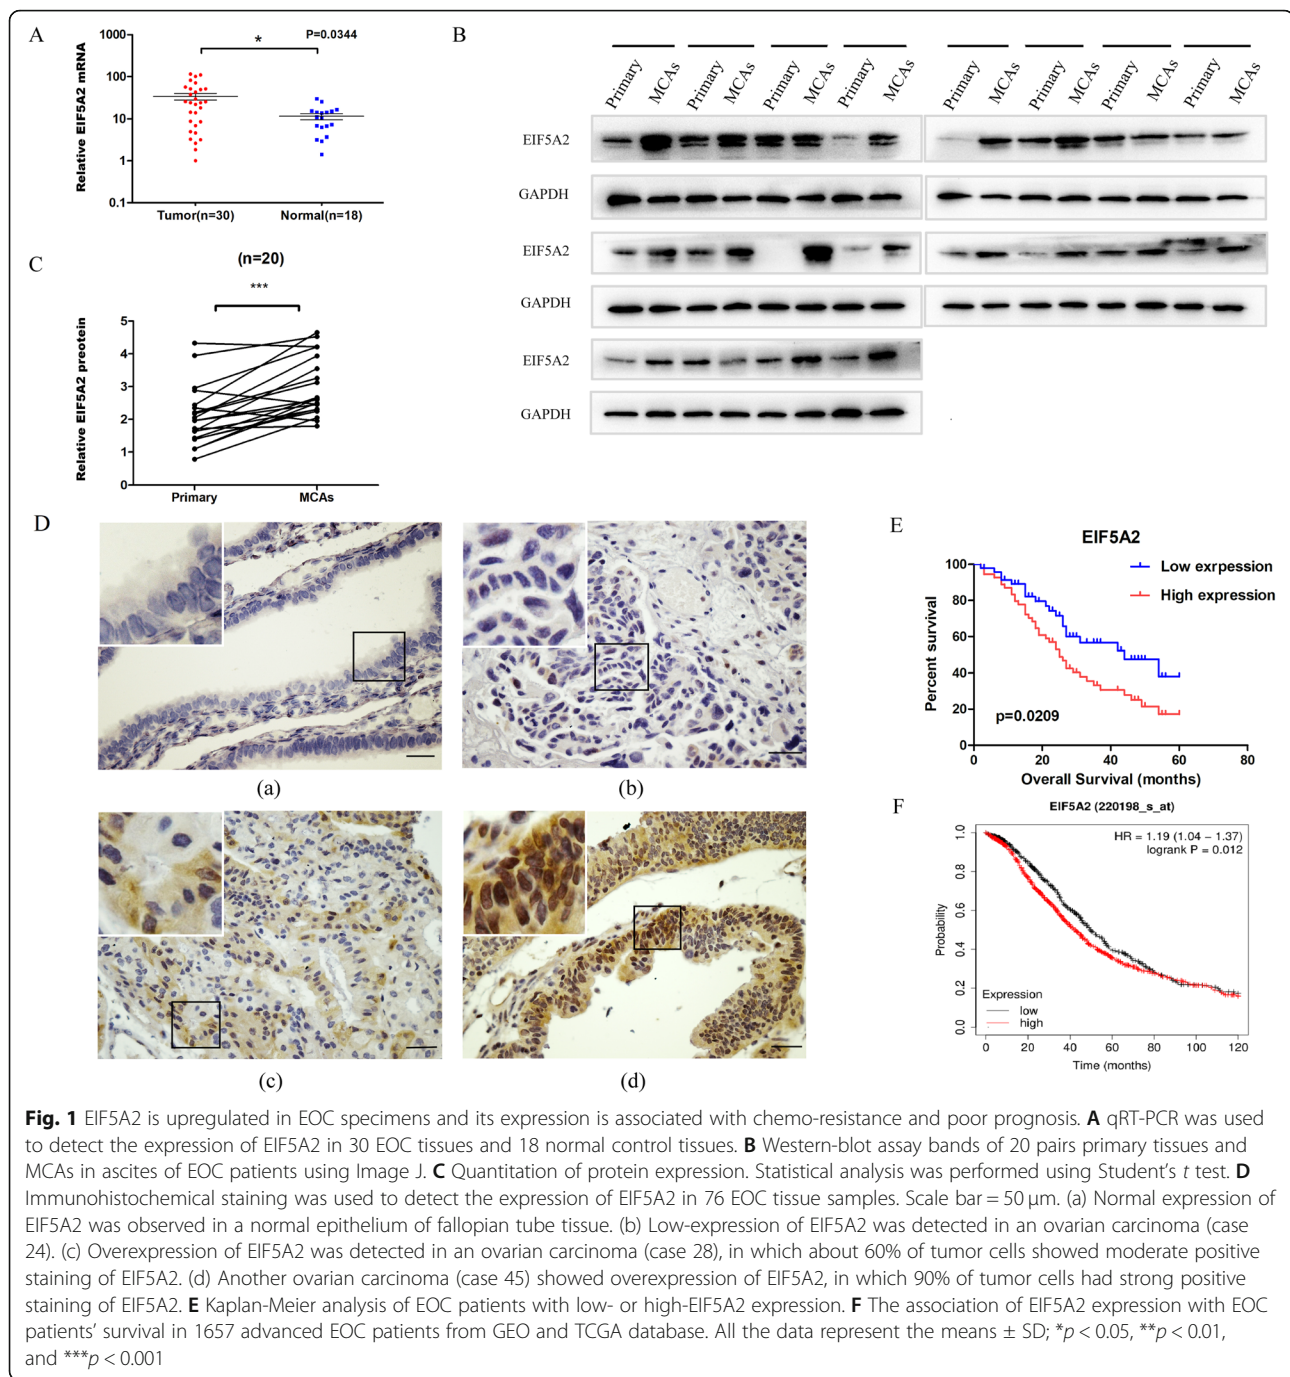 A
Relative EIF5A2 mRNA
1000
100
10
1
0.1
*
P=0.0344
Tumor(n=30)
Normal(n=18)
B
Primary
MCAs
Primary
MCAs
Primary
MCAs
Primary
MCAs
Primary
MCAs
Primary
MCAs
Primary
MCAs
Primary
MCAs
EIF5A2
GAPDH
EIF5A2
GAPDH
EIF5A2
GAPDH
C
(n=20)
***
Relative EIF5A2 preotein
5
4
3
2
1
0
Primary
MCAs
D
(a)
(b)
(c)
(d)
E
EIF5A2
Low exrpession
High expression
Percent survival
100
80
60
40
20
0
p=0.0209
0
20
40
60
80
Overall Survival (months)
F
EIF5A2 (220198_s_at)
HR = 1.19 (1.04 − 1.37)
logrank P = 0.012
Probability
1.0
0.8
0.6
0.4
0.2
0.0
Expression
low
high
0
20
40
60
80
100
120
Time (months)
Fig. 1 EIF5A2 is upregulated in EOC specimens and its expression is associated with chemo-resistance and poor prognosis. A qRT-PCR was used
to detect the expression of EIF5A2 in 30 EOC tissues and 18 normal control tissues. B Western-blot assay bands of 20 pairs primary tissues and
MCAs in ascites of EOC patients using Image J. C Quantitation of protein expression. Statistical analysis was performed using Student's t test. D
Immunohistochemical staining was used to detect the expression of EIF5A2 in 76 EOC tissue samples. Scale bar = 50 μm. (a) Normal expression of
EIF5A2 was observed in a normal epithelium of fallopian tube tissue. (b) Low-expression of EIF5A2 was detected in an ovarian carcinoma (case
24). (c) Overexpression of EIF5A2 was detected in an ovarian carcinoma (case 28), in which about 60% of tumor cells showed moderate positive
staining of EIF5A2. (d) Another ovarian carcinoma (case 45) showed overexpression of EIF5A2, in which 90% of tumor cells had strong positive
staining of EIF5A2. E Kaplan-Meier analysis of EOC patients with low- or high-EIF5A2 expression. F The association of EIF5A2 expression with EOC
patients' survival in 1657 advanced EOC patients from GEO and TCGA database. All the data represent the means ± SD; *p < 0.05, **p < 0.01,
and ***p < 0.001